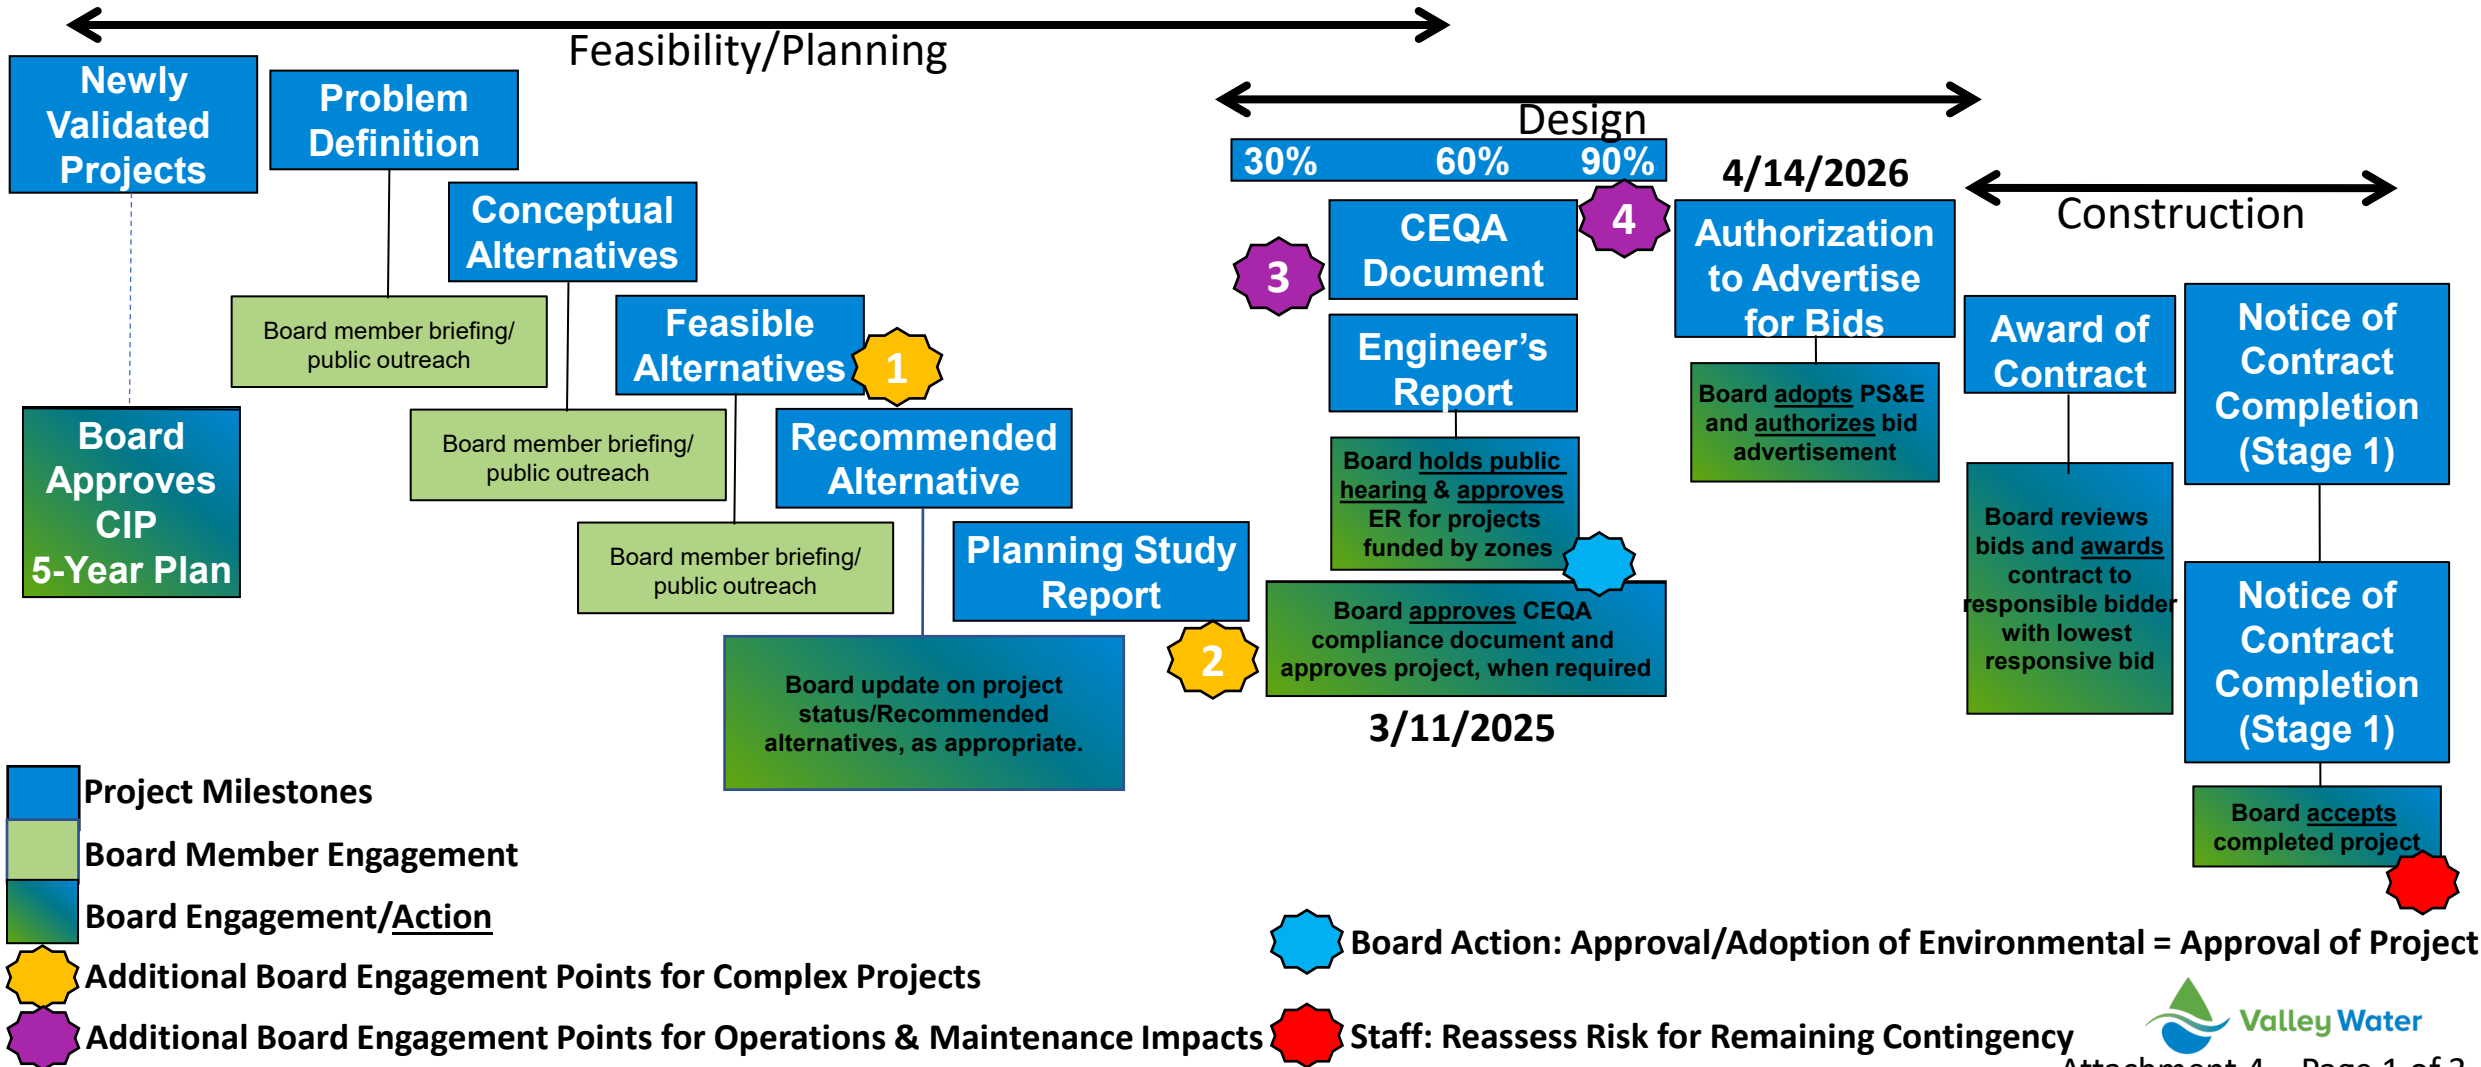 Feasibility/Planning
Newly
Validated
Projects
Board
Approves
CIP
5-Year Plan
Problem
Definition
Board member briefing/
public outreach
Conceptual
Alternatives
Board member briefing/
public outreach
Feasible
Alternatives
1
Board member briefing/
public outreach
Recommended
Alternative
Board update on project
status/Recommended
alternatives, as appropriate.
Planning Study
Report
2
Design
30% 60% 90%
3
4
CEQA
Document
Engineer's
Report
Board holds public
hearing & approves
ER for projects
funded by zones
Board approves CEQA
compliance document and
approves project, when required
3/11/2025
4/14/2026
Authorization
to Advertise
for Bids
Board adopts PS&E
and authorizes bid
advertisement
Construction
Award of
Contract
Board reviews
bids and awards
contract to
responsible bidder
with lowest
responsive bid
Notice of
Contract
Completion
(Stage 1)
Notice of
Contract
Completion
(Stage 1)
Board accepts
completed project
Project Milestones
Board Member Engagement
Board Engagement/Action
Additional Board Engagement Points for Complex Projects
Additional Board Engagement Points for Operations & Maintenance Impacts
Board Action: Approval/Adoption of Environmental = Approval of Project
Staff: Reassess Risk for Remaining Contingency
Valley Water
Attachment 4 Page 1 of 3